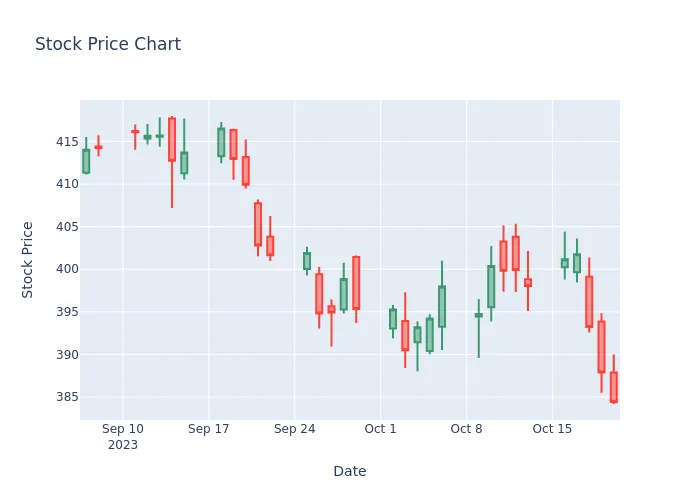 Stock Price Chart
Stock Price
415
410
405
400
395
390
385
Sep 10
2023
Sep 17
Sep 24
Oct 1
Oct 8
Oct 15
Date